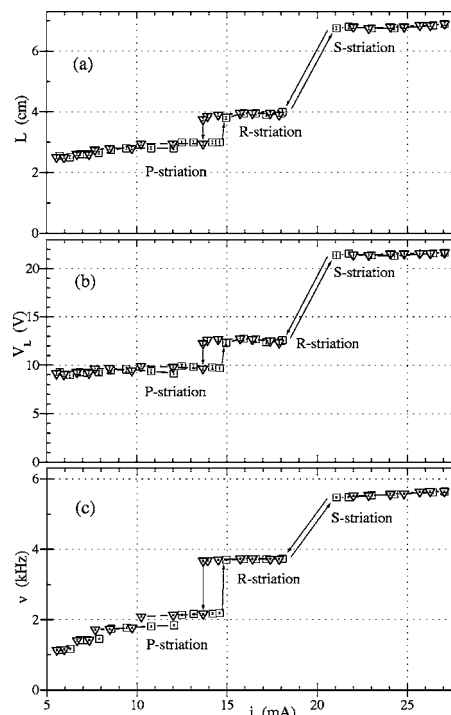 6
(a)
S-striation
L (cm)
4
R-striation
2
P-striation
0
20
(b)
S-striation
15
V_L (V)
R-striation
10
P-striation
5
0
6
(c)
S-striation
4
ν (kHz)
R-striation
2
P-striation
0
5
10
15
20
25
i (mA)